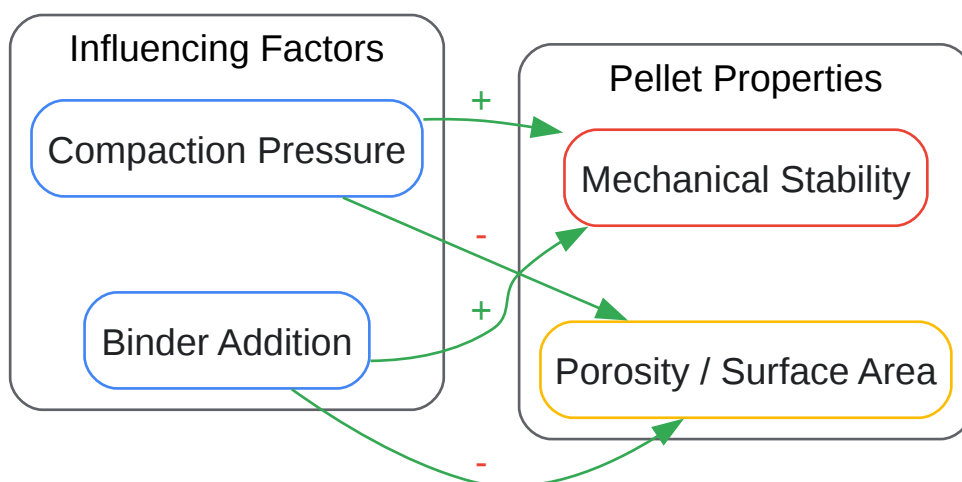 Influencing Factors
Pellet Properties
Compaction Pressure
+
Mechanical Stability
-
+
Binder Addition
Porosity / Surface Area
-